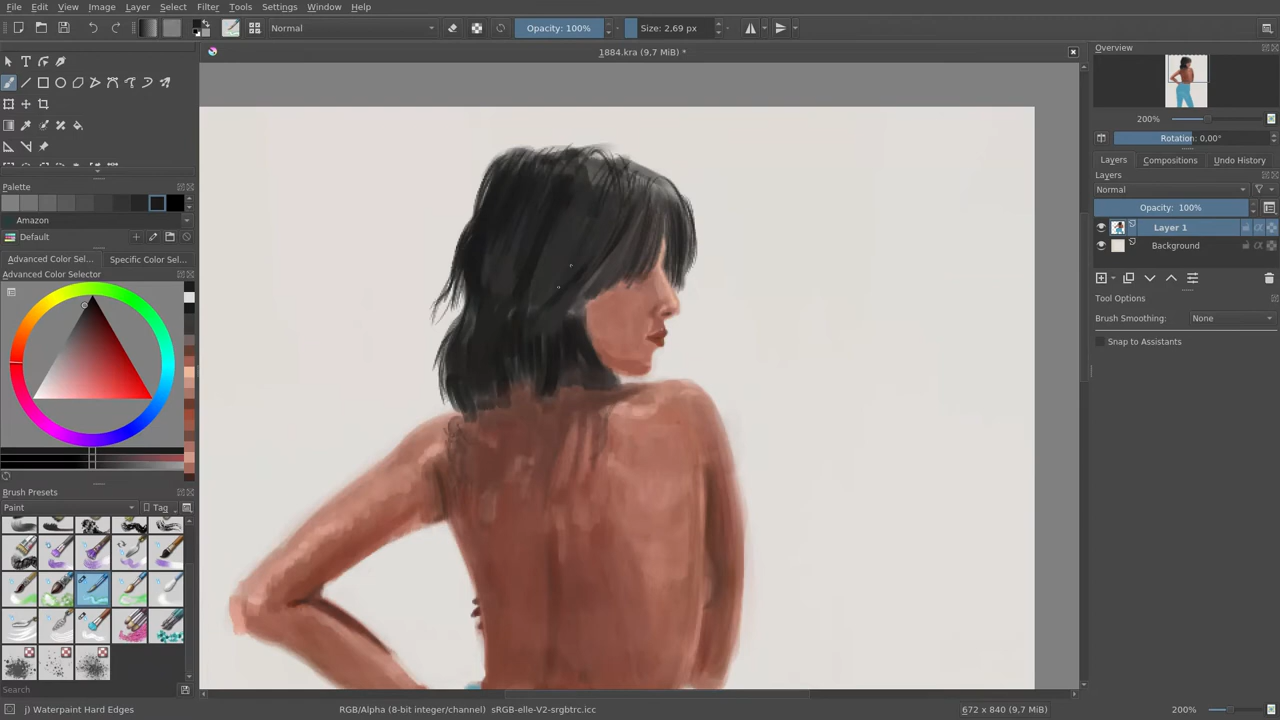 File Edit View Image Layer Select Filter Tools Settings Window Help
Normal Opacity: 100% Size: 2,69 px
1884.kra (9,7 MiB) *
Overview
200%
Rotation: 0,00°
Layers Compositions Undo History
Layers
Normal
Opacity: 100%
Layer 1
Background
Tool Options
Brush Smoothing: None
Snap to Assistants
Palette
Amazon
Default
Advanced Color Sel... Specific Color Sel...
Advanced Color Selector
Brush Presets
Paint Tag
Search
j) Waterpaint Hard Edges RGB/Alpha (8-bit integer/channel) sRGB-elle-V2-srgbtrc.icc 672 x 840 (9,7 MiB) 200%